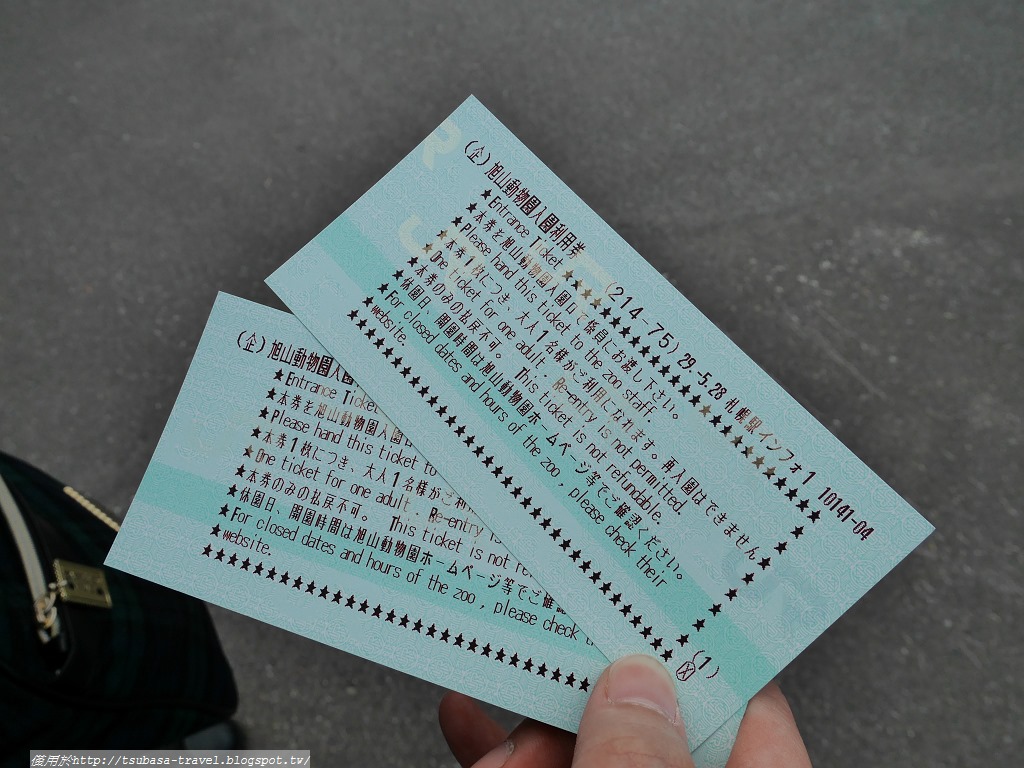 (企)旭山動物園入園利用券
★Entrance Ticket ★★★★★★★★★★★★★★★★★★★★★
★本券を旭山動物園入園口で係員にお渡し下さい。
★Please hand this ticket to the zoo staff.
★本券1枚につき、大人1名様がご利用になれます。再入園はできません。
★One ticket for one adult. Re-entry is not permitted.
★本券のみの払戻不可。 This ticket is not refundable.
★休園日、開園時間は旭山動物園ホームページ等でご確認ください。
★For closed dates and hours of the zoo, please check their
★website.
★★★★★★★★★★★★★★★★★★★★★★★★★★★★★
(214.75) 29.-5.28 札幌駅インフォ1 10141-04
(1)
(企)旭山動物園入園
★Entrance Ticket
★本券を旭山動物園入園口
★Please hand this ticket to
★本券1枚につき、大人1名様がご利
★One ticket for one adult. Re-entry is
★本券のみの払戻不可。 This ticket is not re
★休園日、開園時間は旭山動物園ホームページ等でご確認
★For closed dates and hours of the zoo, please check
★website.
★★★★★★★★★★★★★★★★★★★★★★★★★★★★★
復用於http://tsubasa-travel.blogspot.tw/